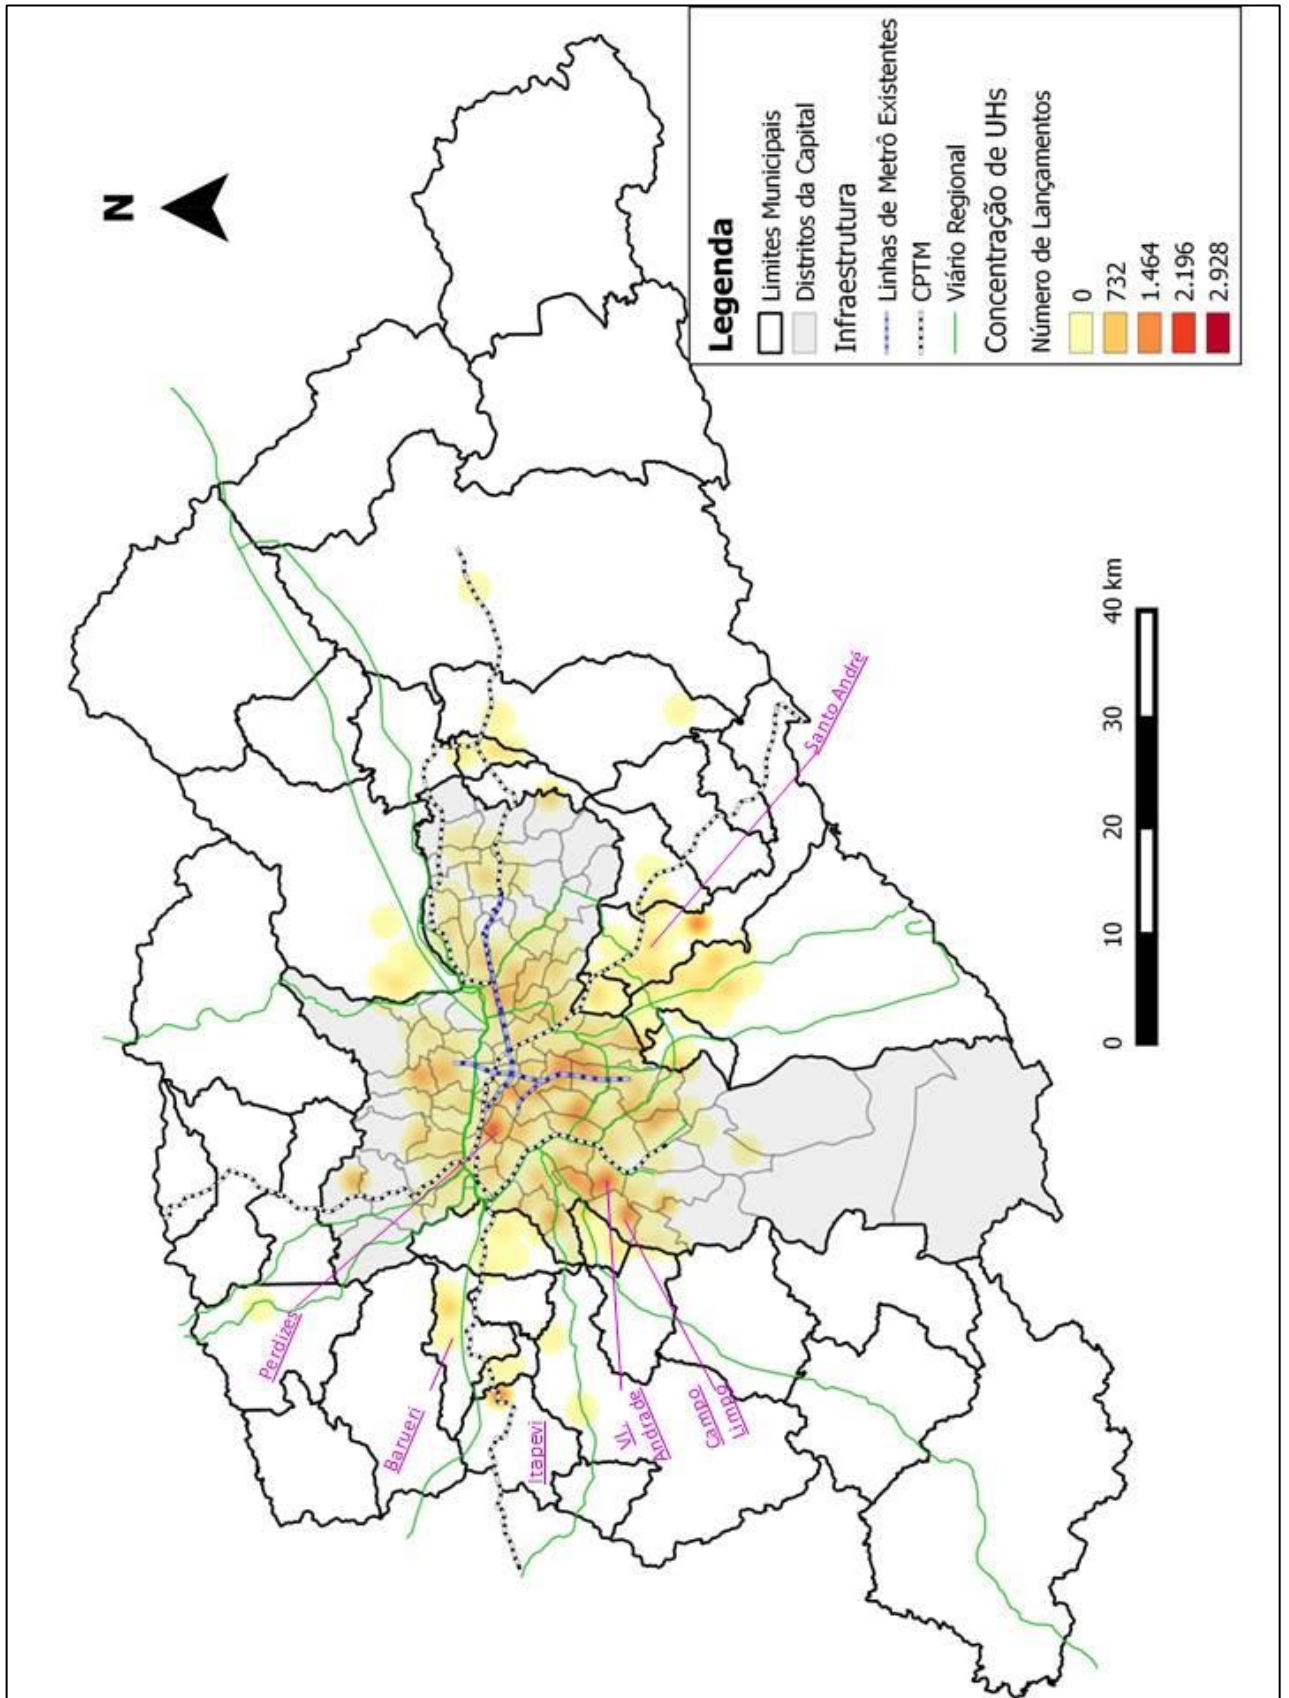 N
Perdizes
Barueri
Itapevi
Vl.
Andrade
Campo
Limpo
Santo André
0 10 20 30 40 km
Legenda
Limites Municipais
Distritos da Capital
Infraestrutura
Linhas de Metrô Existentes
CPTM
Viário Regional
Concentração de UHs
Número de Lançamentos
0
732
1.464
2.196
2.928